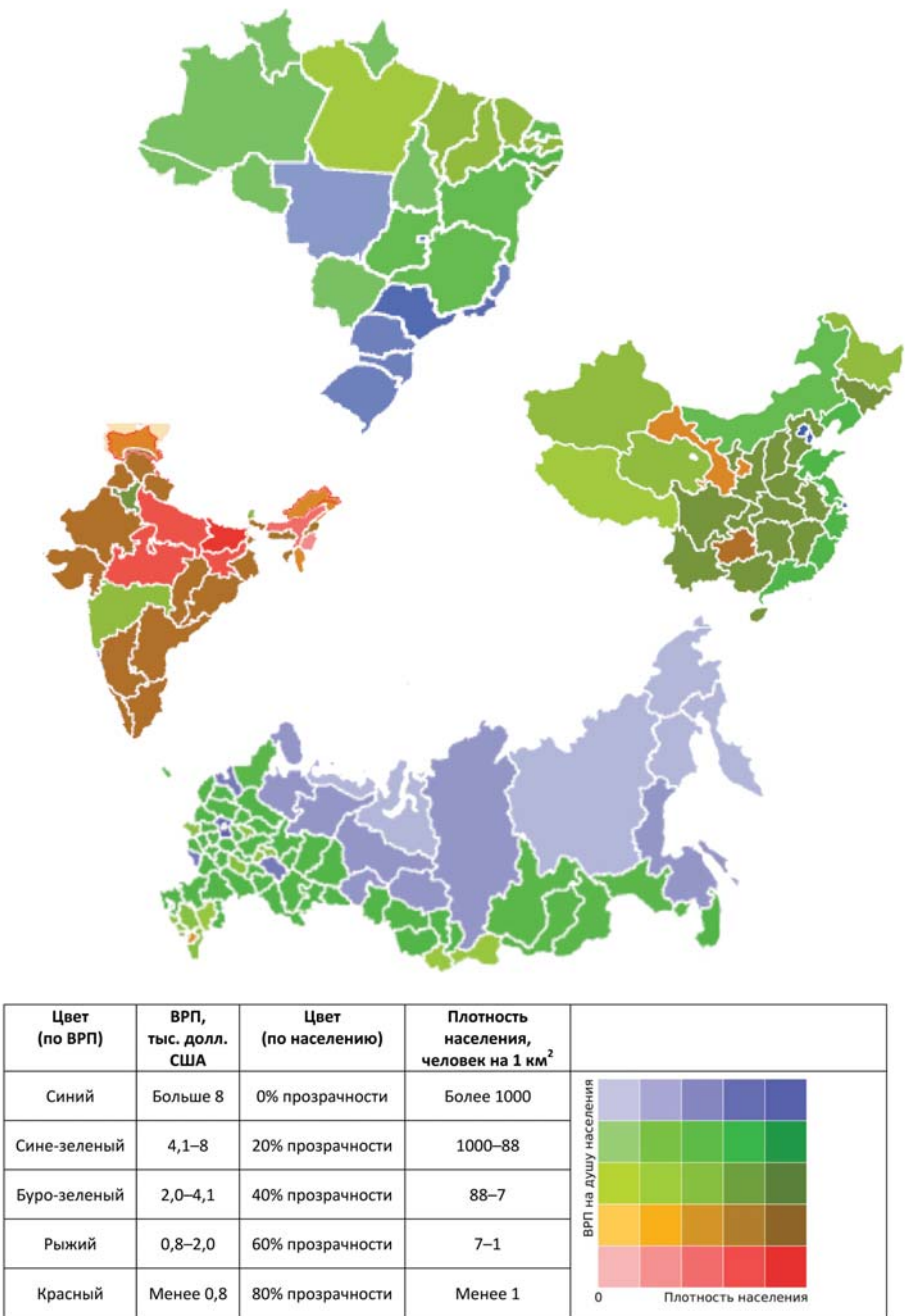 Цвет
(по ВРП)
ВРП,
тыс. долл.
США
Цвет
(по населению)
Плотность
населения,
человек на 1 км²
Синий
Больше 8
0% прозрачности
Более 1000
Сине-зеленый
4,1–8
20% прозрачности
1000–88
Буро-зеленый
2,0–4,1
40% прозрачности
88–7
Рыжий
0,8–2,0
60% прозрачности
7–1
Красный
Менее 0,8
80% прозрачности
Менее 1
ВРП на душу населения
0
Плотность населения